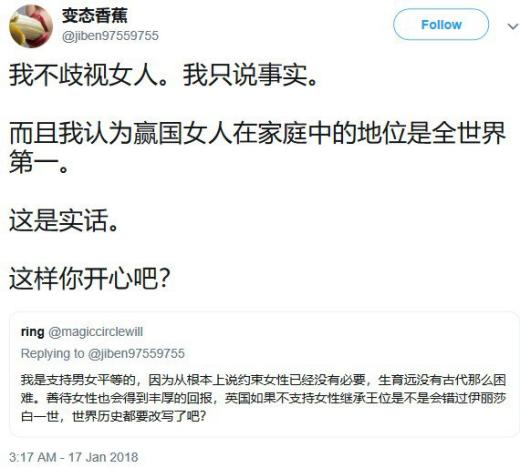 变态香蕉
@jiben97559755
Follow
我不歧视女人。我只说事实。
而且我认为赢国女人在家庭中的地位是全世界
第一。
这是实话。
这样你开心吧？
ring @magiccirclewill
Replying to @jiben97559755
我是支持男女平等的，因为从根本上说约束女性已经没有必要，生育远没有古代那么困
难。善待女性也会得到丰厚的回报，英国如果不支持女性继承王位是不是会错过伊丽莎
白一世，世界历史都要改写了吧？
3:17 AM - 17 Jan 2018